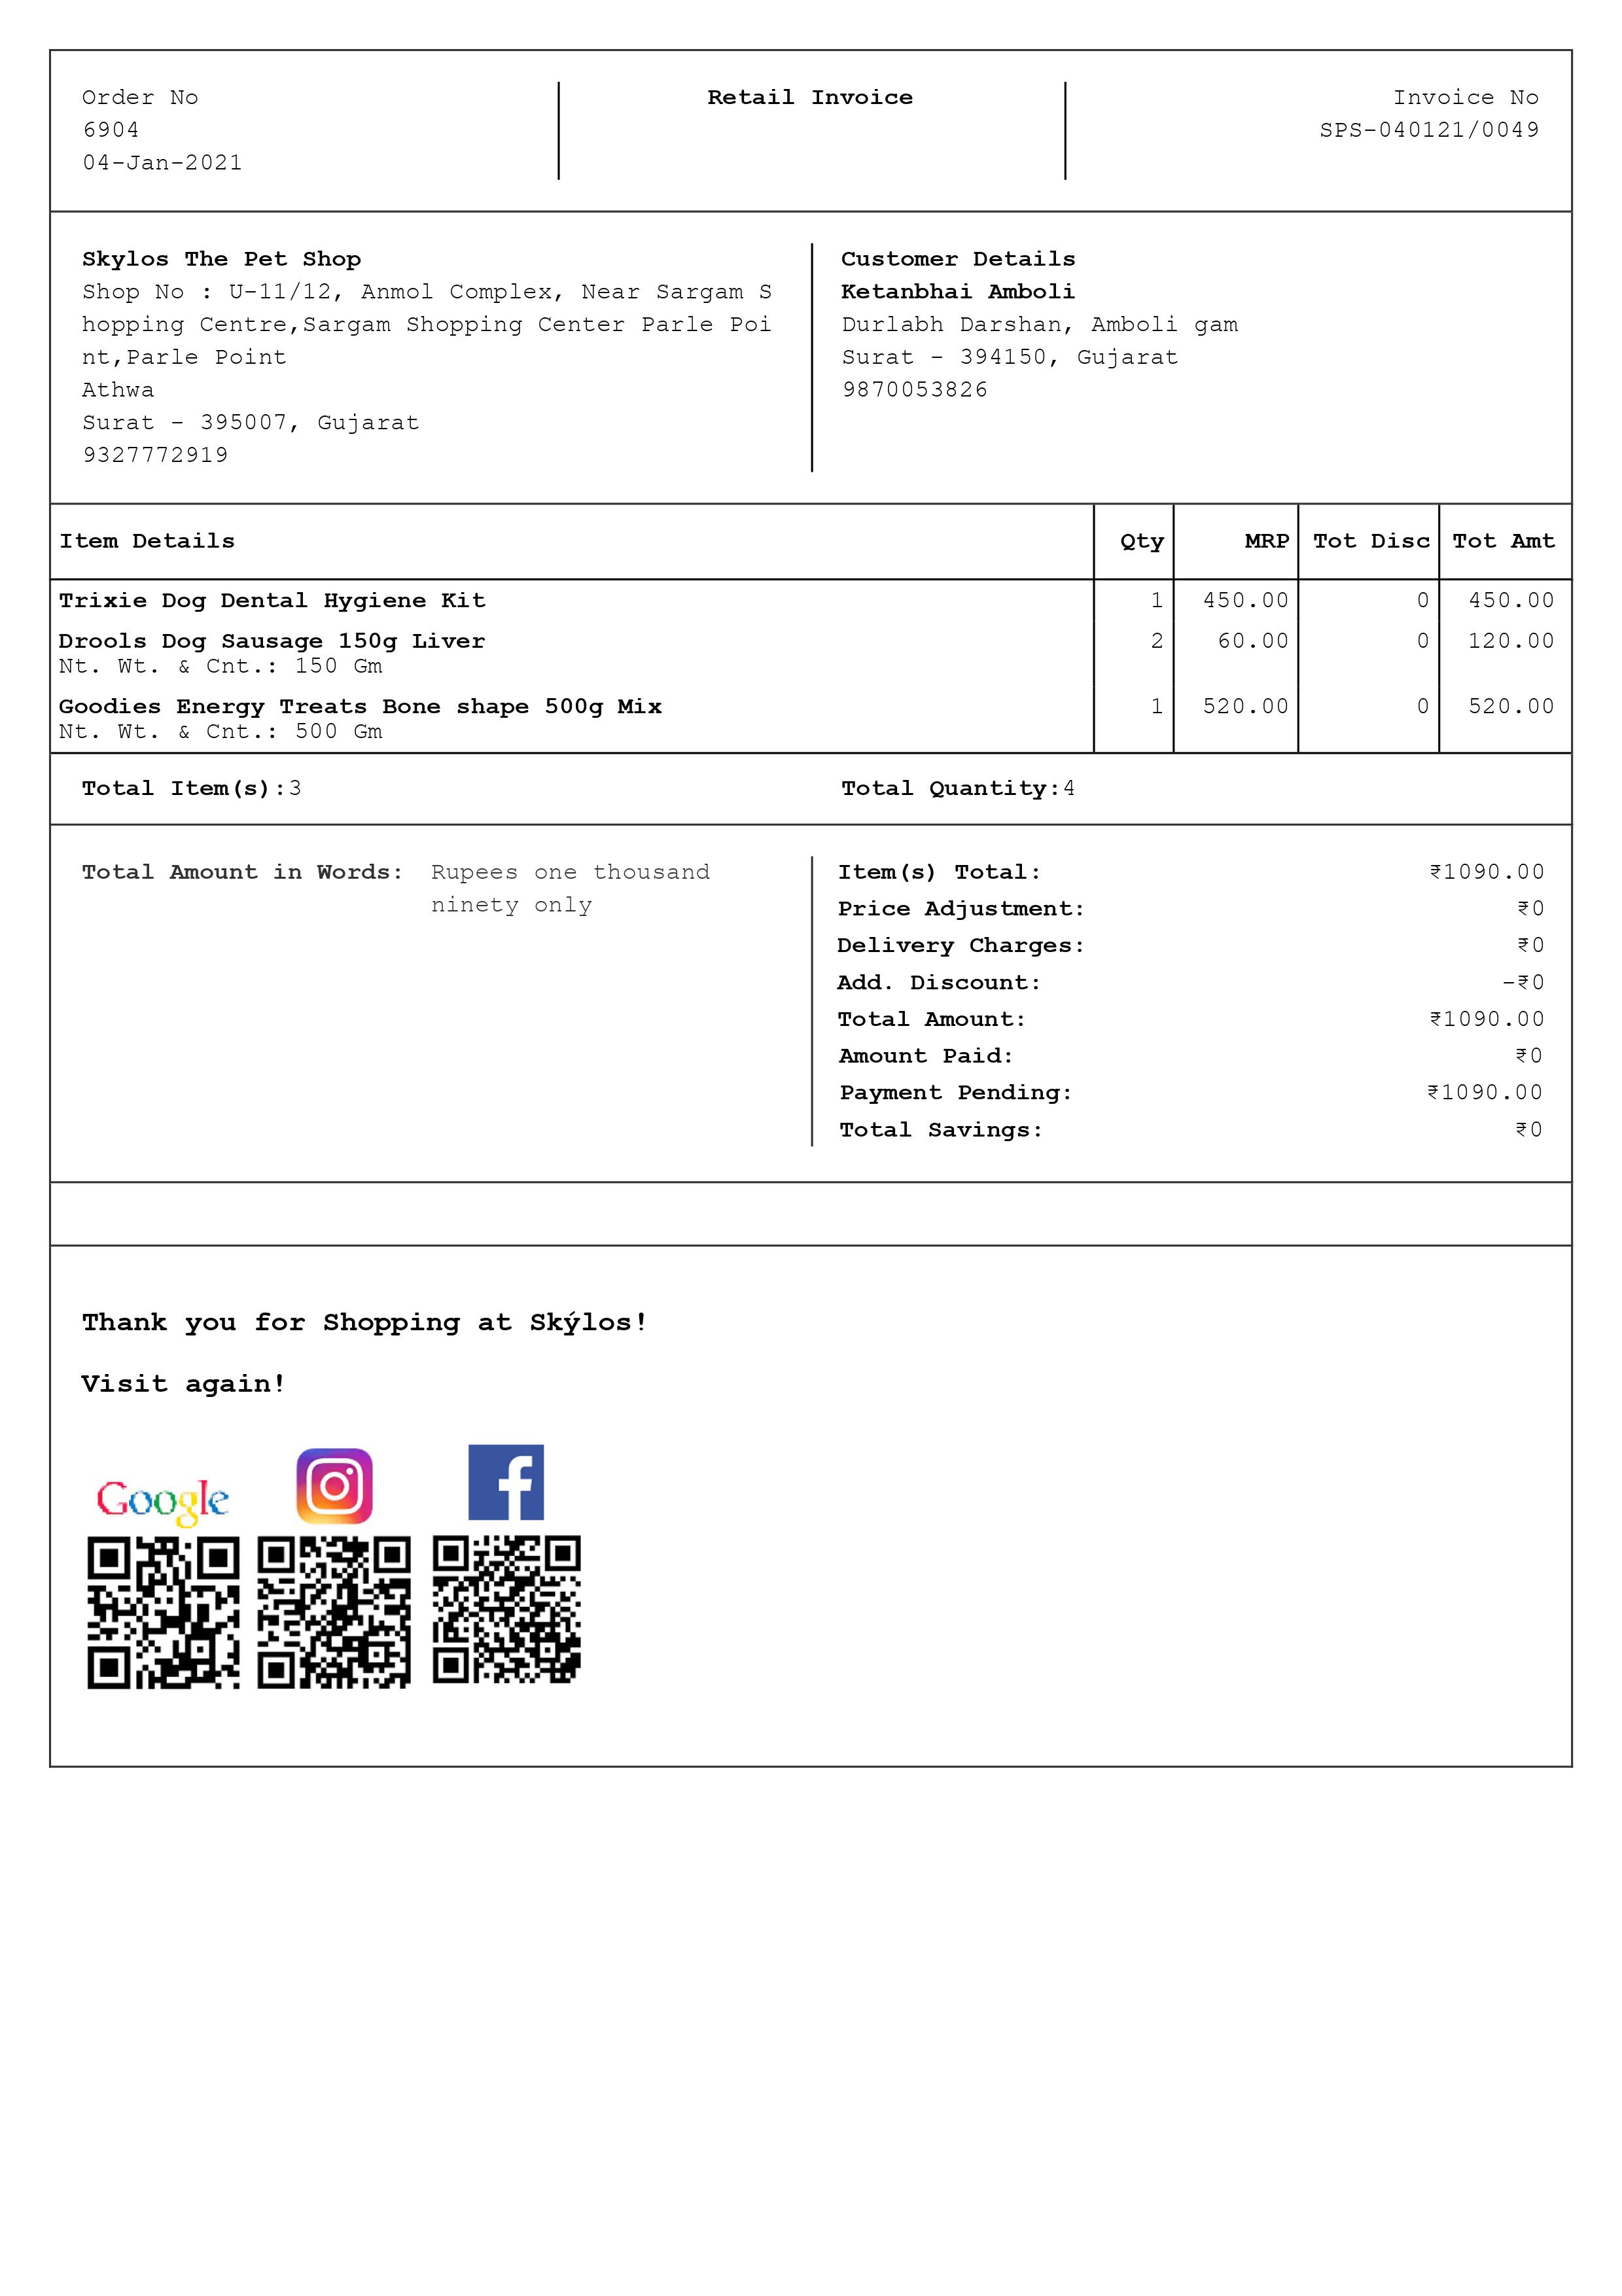 Order No
6904
04-Jan-2021
Retail Invoice
Invoice No
SPS-040121/0049
Skylos The Pet Shop
Shop No : U-11/12, Anmol Complex, Near Sargam S
hopping Centre,Sargam Shopping Center Parle Poi
nt,Parle Point
Athwa
Surat - 395007, Gujarat
9327772919
Customer Details
Ketanbhai Amboli
Durlabh Darshan, Amboli gam
Surat - 394150, Gujarat
9870053826
Item Details Qty MRP Tot Disc Tot Amt
Trixie Dog Dental Hygiene Kit 1 450.00 0 450.00
Drools Dog Sausage 150g Liver 2 60.00 0 120.00
Nt. Wt. & Cnt.: 150 Gm
Goodies Energy Treats Bone shape 500g Mix 1 520.00 0 520.00
Nt. Wt. & Cnt.: 500 Gm
Total Item(s):3 Total Quantity:4
Total Amount in Words: Rupees one thousand
ninety only
Item(s) Total: ₹1090.00
Price Adjustment: ₹0
Delivery Charges: ₹0
Add. Discount: -₹0
Total Amount: ₹1090.00
Amount Paid: ₹0
Payment Pending: ₹1090.00
Total Savings: ₹0
Thank you for Shopping at Skýlos!
Visit again!
Google